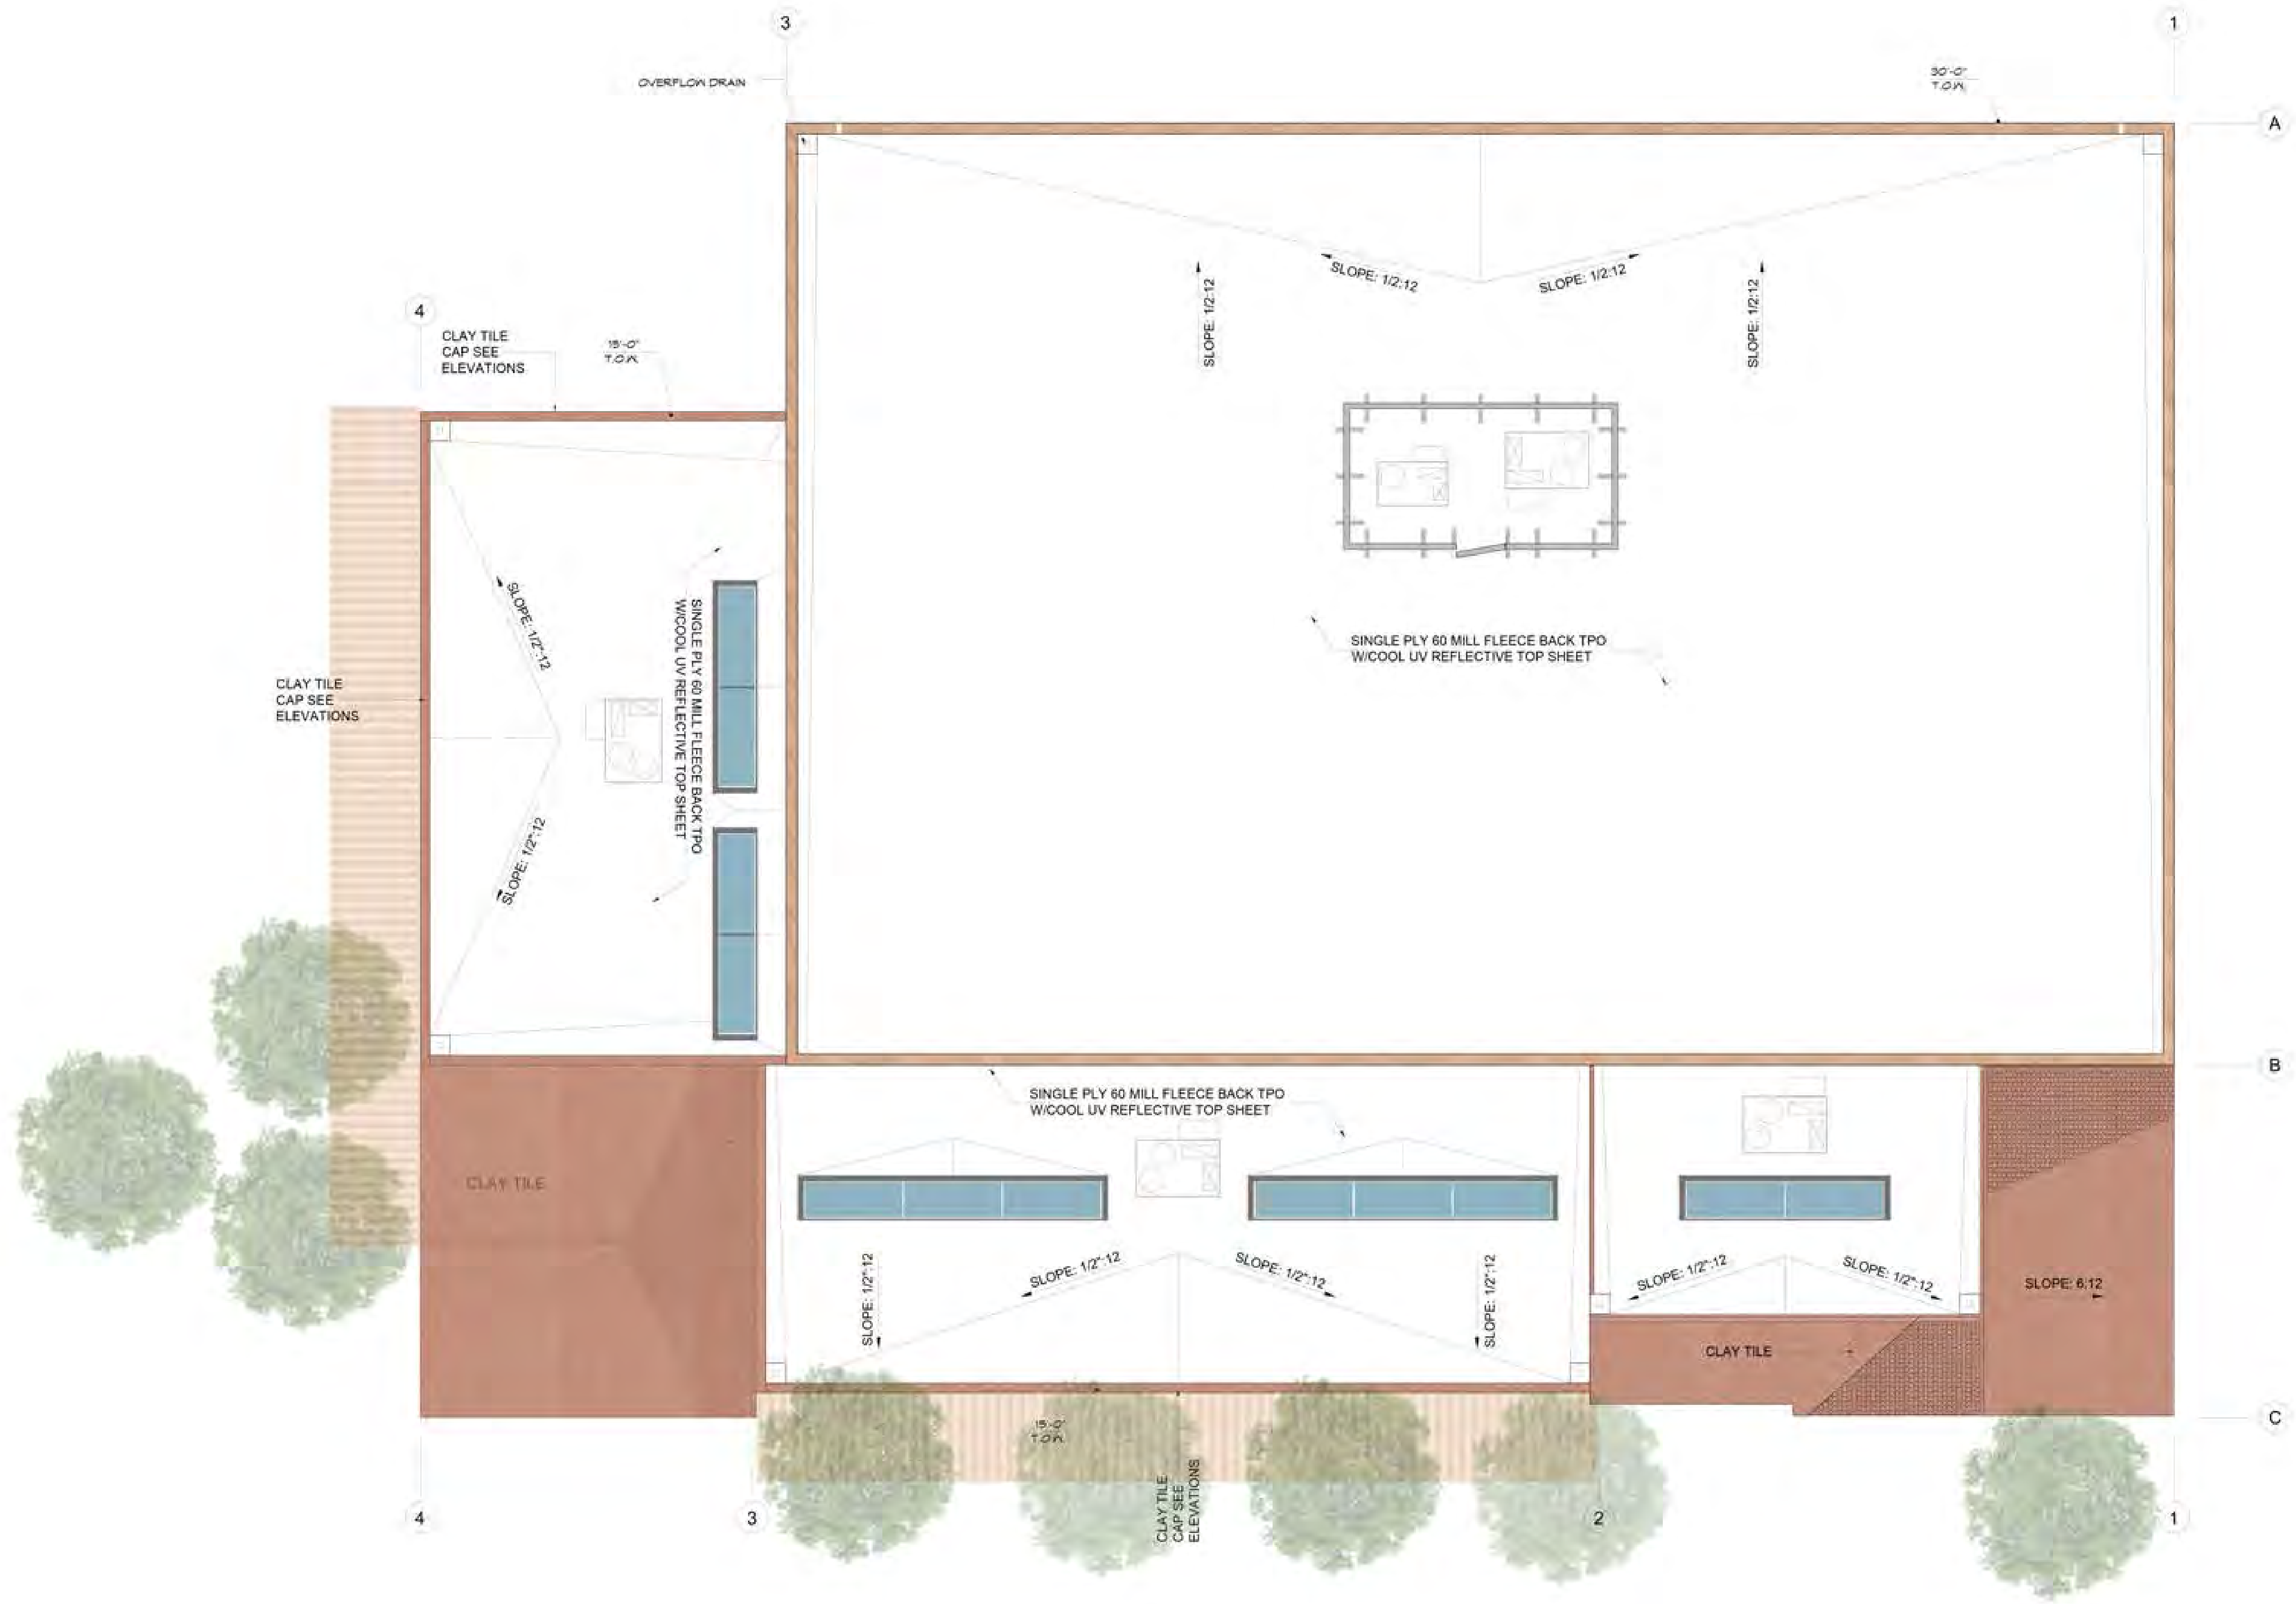 3
1
OVERFLOW DRAIN
30'-0"
T.O.W.
A
SLOPE: 1/2:12
SLOPE: 1/2:12
SLOPE: 1/2:12
SLOPE: 1/2:12
4
CLAY TILE
CAP SEE
ELEVATIONS
15'-0"
T.O.W.
SLOPE: 1/2":12
SINGLE PLY 60 MILL FLEECE BACK TPO
W/COOL UV REFLECTIVE TOP SHEET
SINGLE PLY 60 MILL FLEECE BACK TPO
W/COOL UV REFLECTIVE TOP SHEET
CLAY TILE
CAP SEE
ELEVATIONS
SLOPE: 1/2":12
B
SINGLE PLY 60 MILL FLEECE BACK TPO
W/COOL UV REFLECTIVE TOP SHEET
CLAY TILE
SLOPE: 1/2":12
SLOPE: 1/2":12
SLOPE: 1/2":12
SLOPE: 1/2":12
SLOPE: 1/2":12
SLOPE: 1/2":12
SLOPE: 6:12
CLAY TILE
C
15'-0"
T.O.W.
CLAY TILE
CAP SEE
ELEVATIONS
4
3
2
1